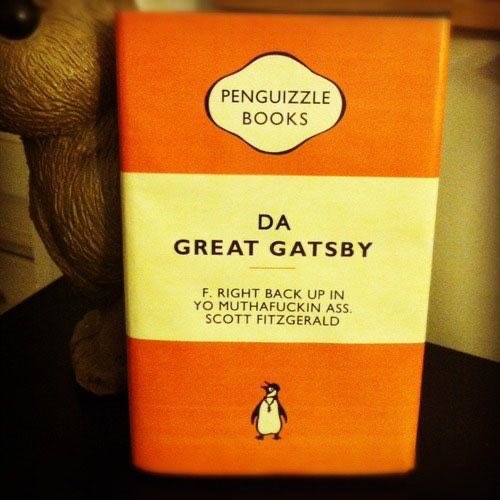 PENGUIZZLE
BOOKS
DA
GREAT GATSBY
F. RIGHT BACK UP IN
YO MUTHAFUCKIN ASS.
SCOTT FITZGERALD